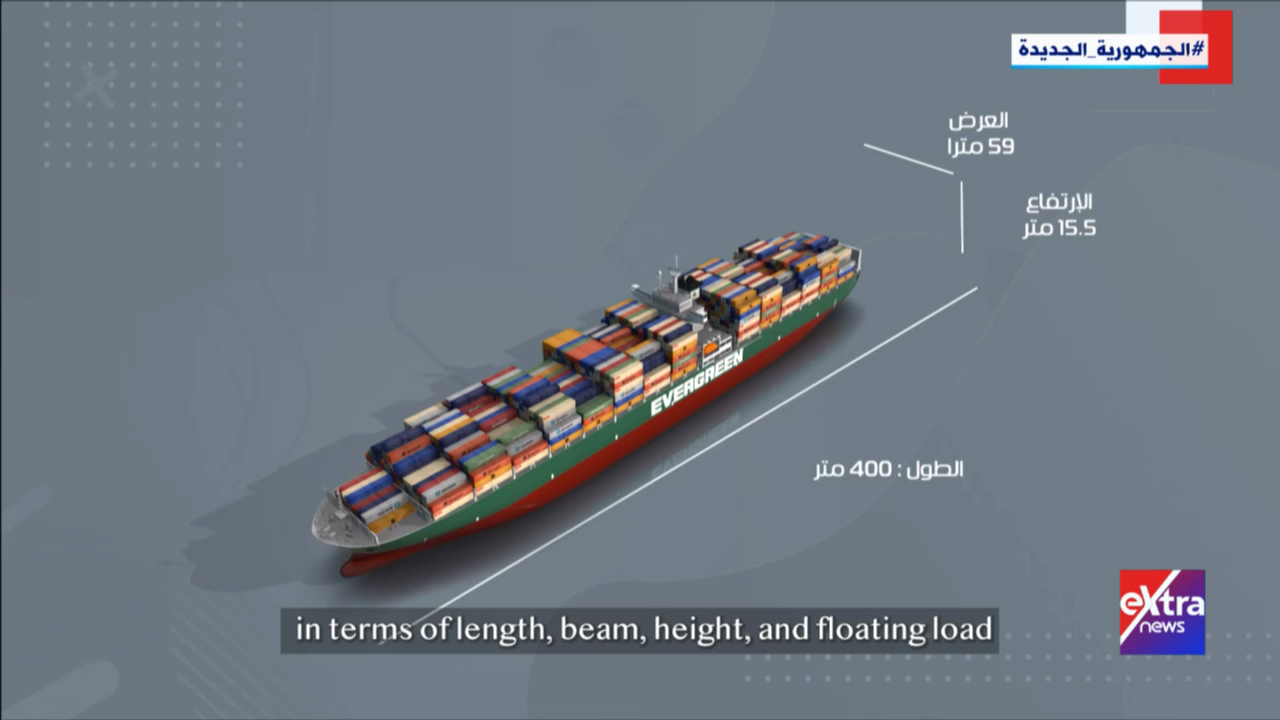 #الجمهورية_الجديدة
العرض
59 مترا
الإرتفاع
15.5 متر
EVERGREEN
الطول : 400 متر
in terms of length, beam, height, and floating load
eXtra
news